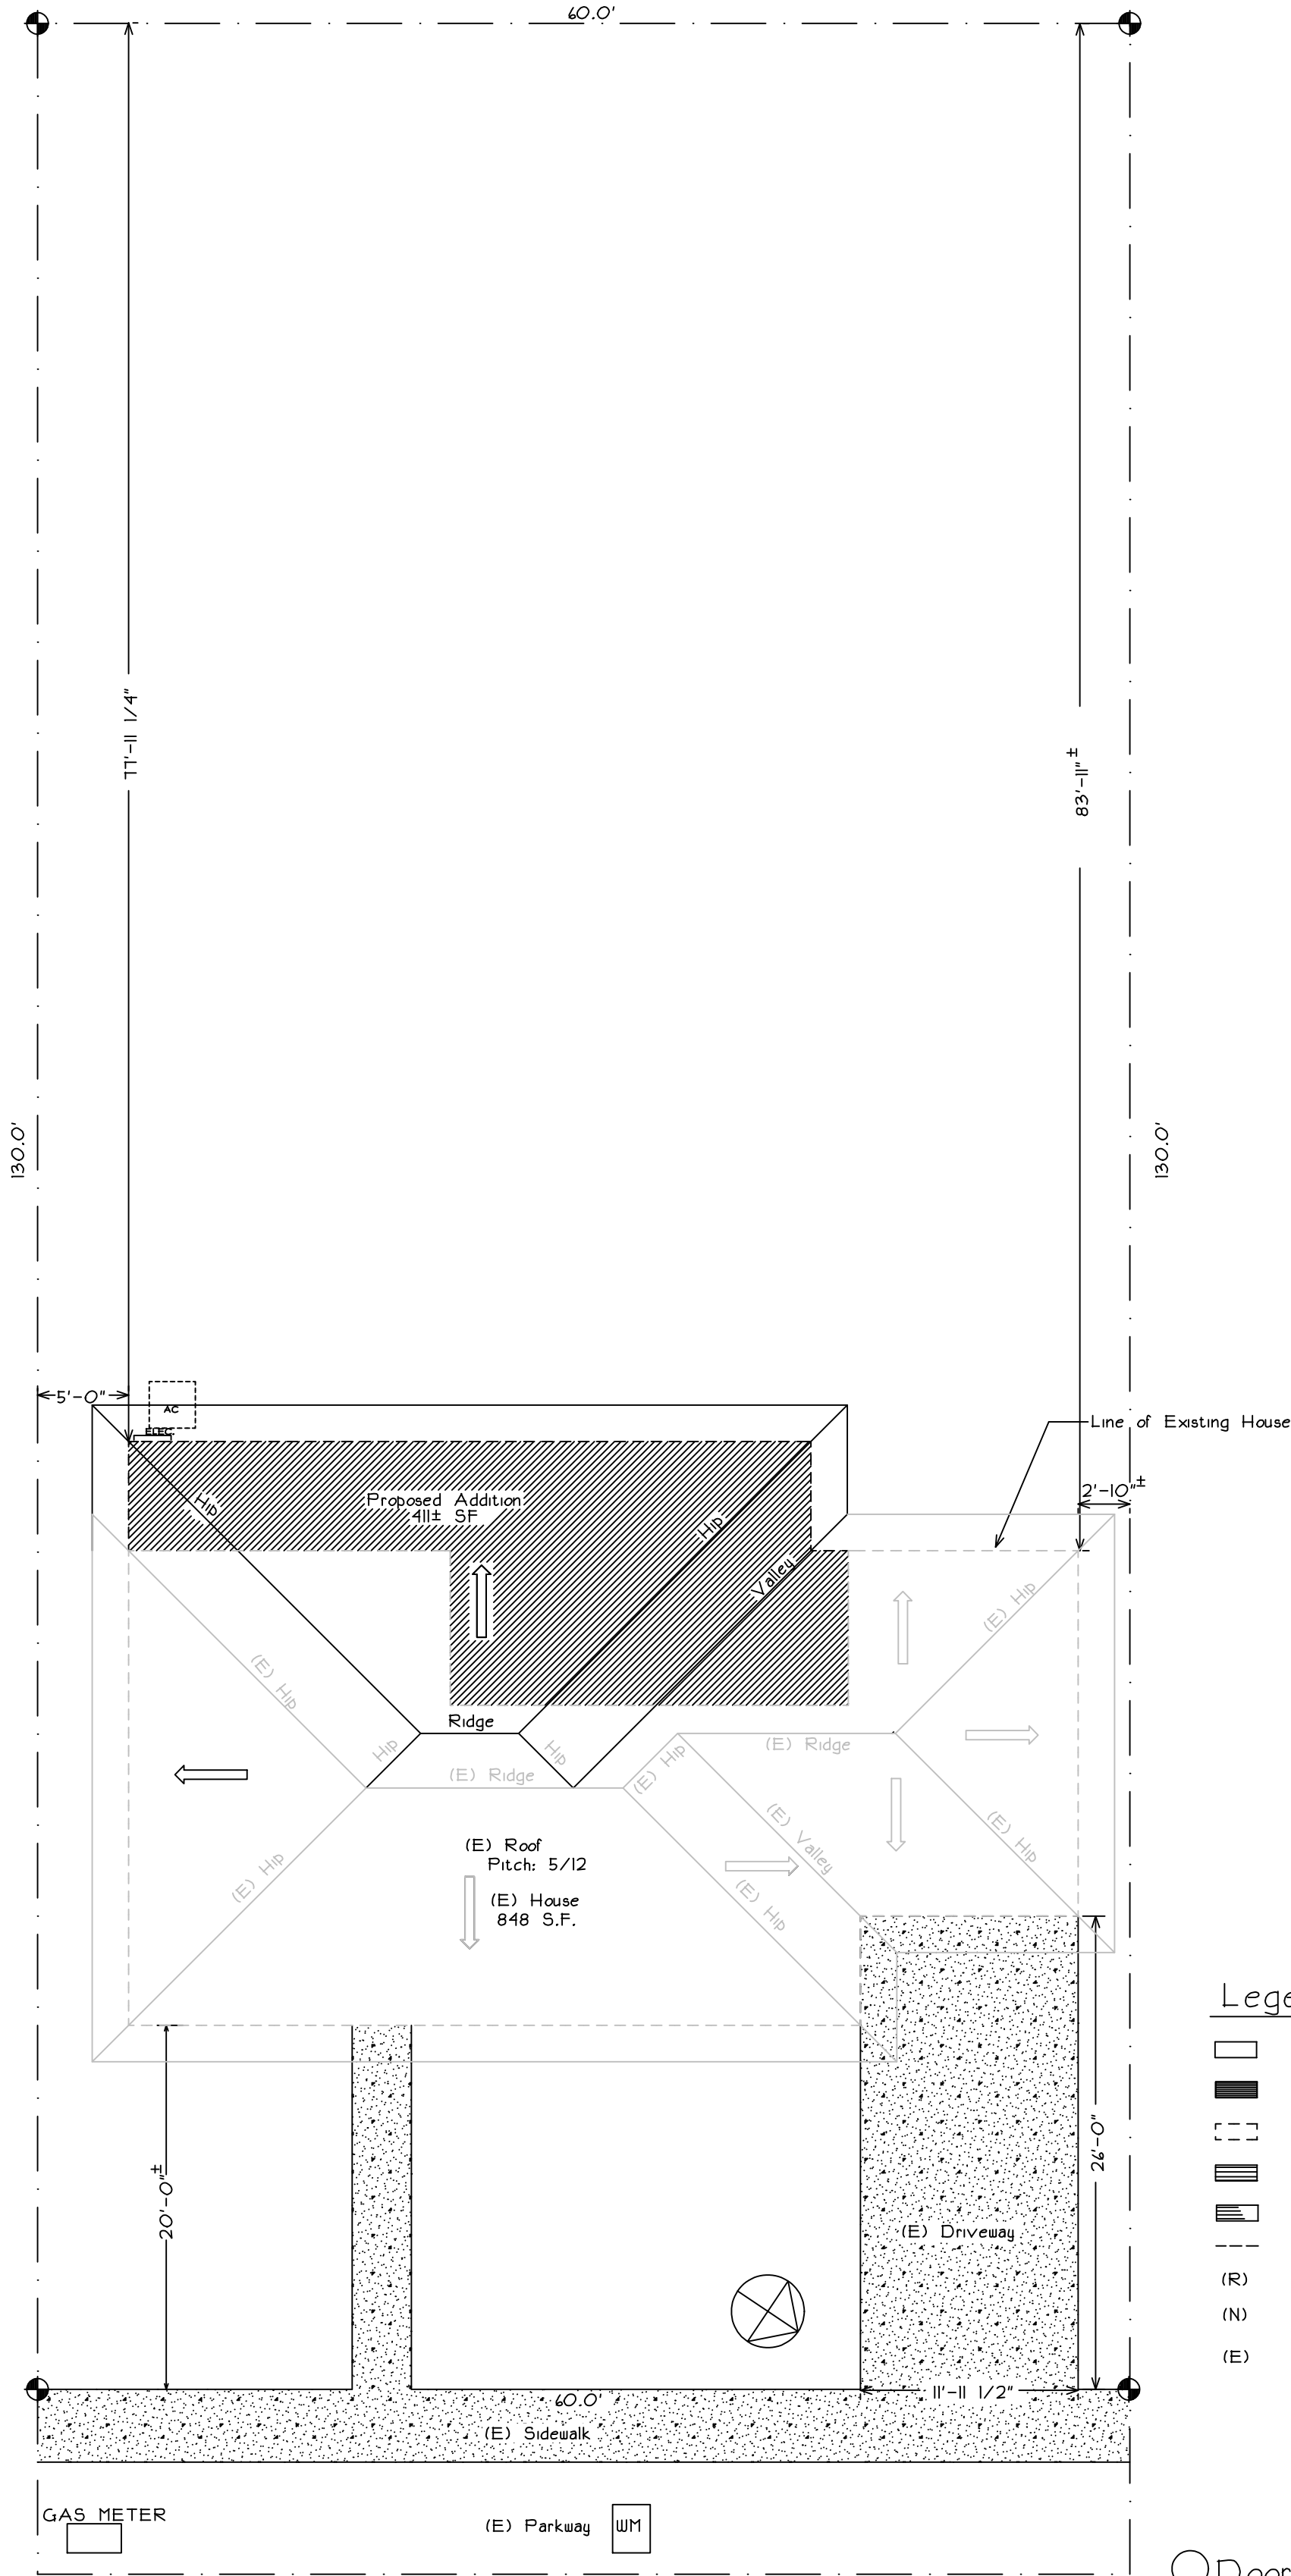 60.0'
77'-11 1/4"
83'-11"±
130.0'
130.0'
5'-0"
AC
ELEC.
Line of Existing House
2'-10"±
Proposed Addition
411± SF
Hip
Hip
Valley
(E) Hip
(E) Hip
Ridge
(E) Ridge
Hip
Hip
(E) Ridge
(E) Hip
(E) Roof
Pitch: 5/12
(E) House
848 S.F.
(E) Valley
(E) Hip
(E) Hip
(E) Hip
Lege
20'-0"±
26'-0"
(E) Driveway
(R)
(N)
(E)
60.0'
11'-11 1/2"
(E) Sidewalk
GAS METER
(E) Parkway
WM